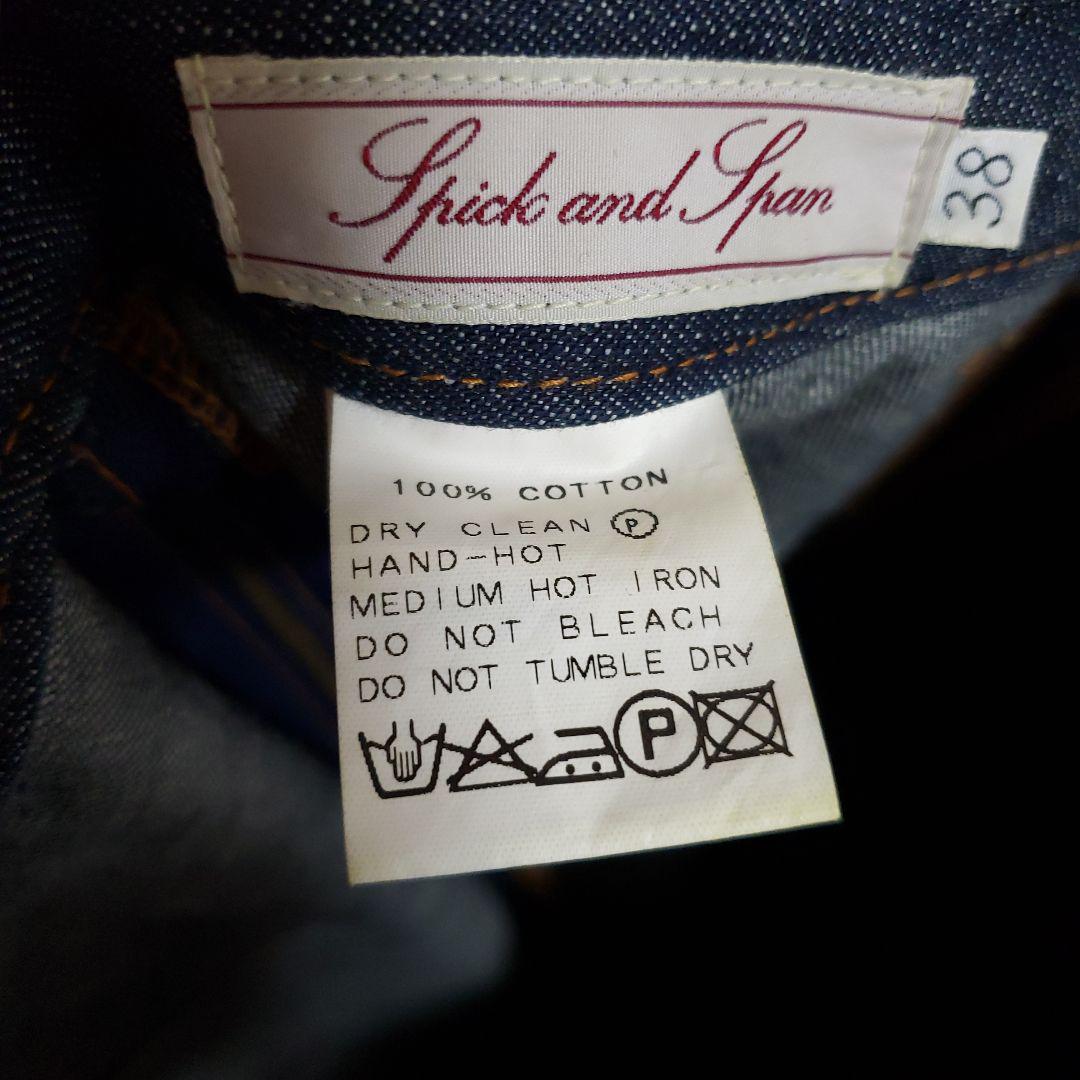 Spick and Span
38
100% COTTON
DRY CLEAN Ⓟ
HAND-HOT
MEDIUM HOT IRON
DO NOT BLEACH
DO NOT TUMBLE DRY
P